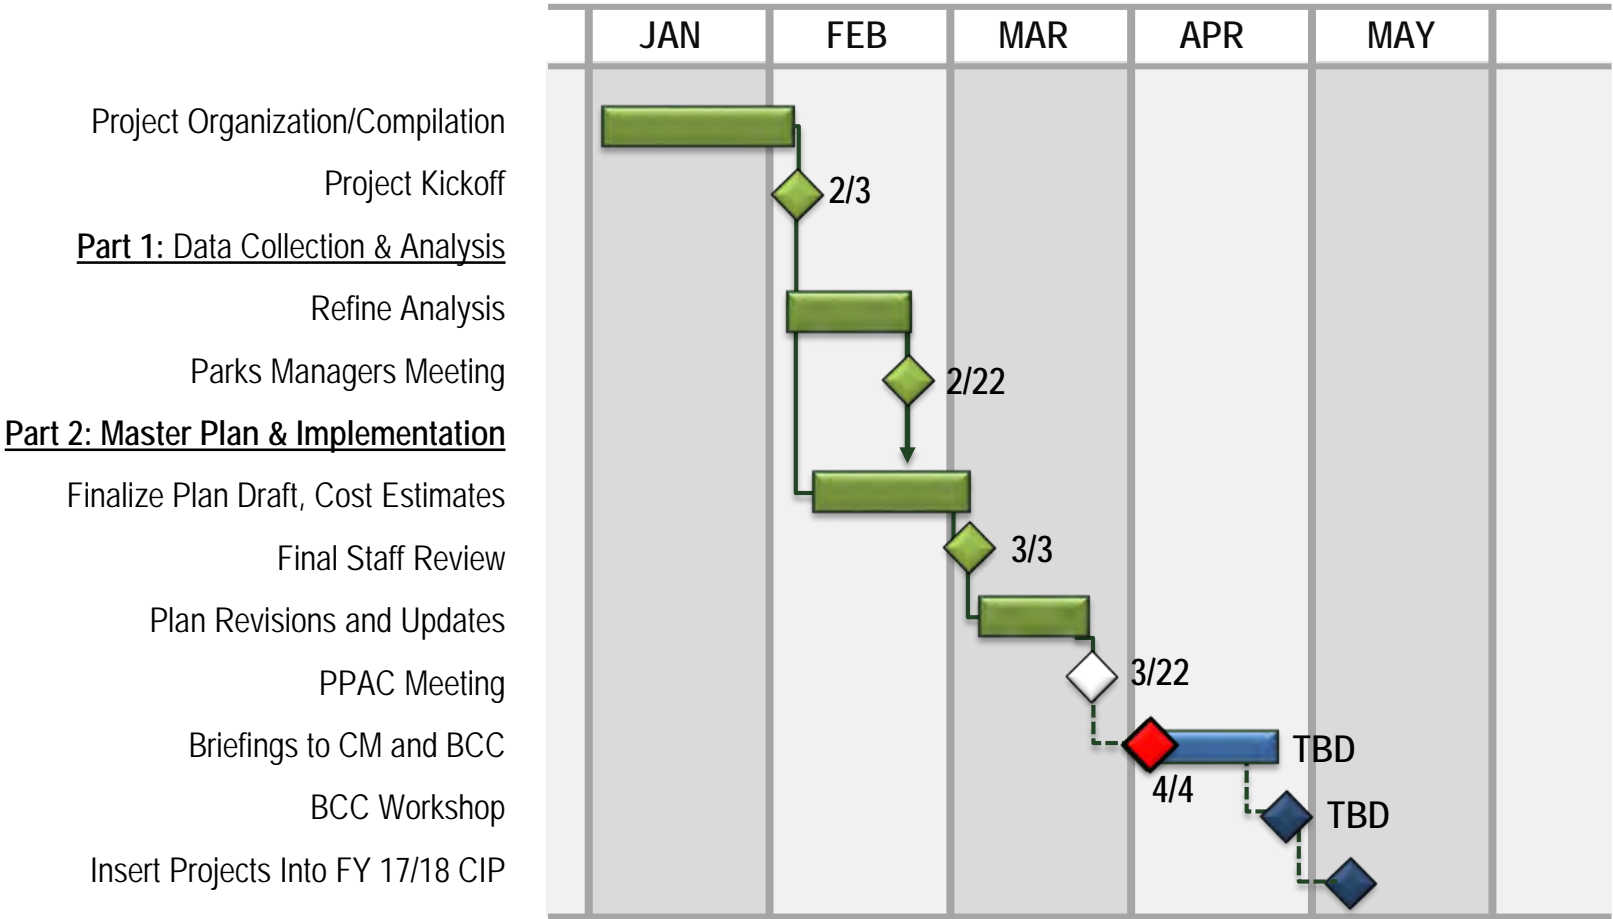 JAN FEB MAR APR MAY
Project Organization/Compilation
Project Kickoff 2/3
Part 1: Data Collection & Analysis
Refine Analysis
Parks Managers Meeting 2/22
Part 2: Master Plan & Implementation
Finalize Plan Draft, Cost Estimates
Final Staff Review 3/3
Plan Revisions and Updates
PPAC Meeting 3/22
Briefings to CM and BCC TBD
4/4
BCC Workshop TBD
Insert Projects Into FY 17/18 CIP